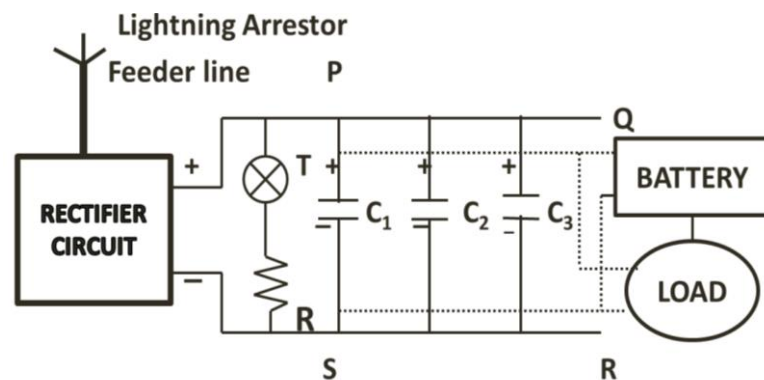 Lightning Arrestor
Feeder line
P
Q
+
T
+
+
+
BATTERY
RECTIFIER
CIRCUIT
C1
C2
C3
−
−
−
−
LOAD
R
S
R